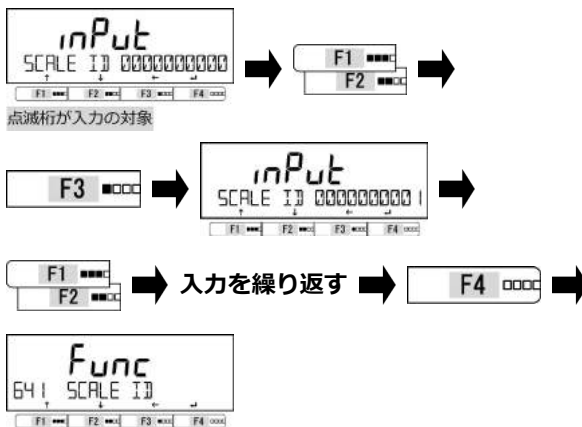 inPut
SCALE ID 0000000000
↑ ↓ ← ↵
F1 F2 F3 F4
点滅桁が入力の対象
F1
F2
F3
inPut
SCALE ID 0000000001
↑ ↓ ← ↵
F1 F2 F3 F4
F1
F2
入力を繰り返す
F4
Func
641 SCALE ID
↑ ↓ ← ↵
F1 F2 F3 F4